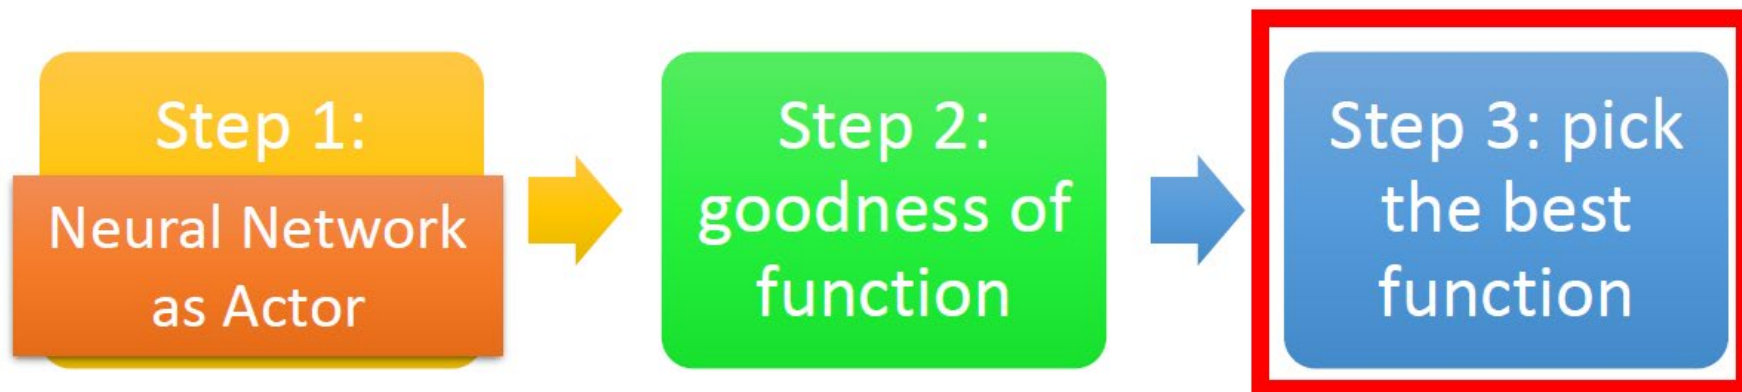 Step 1:
Neural Network
as Actor
Step 2:
goodness of
function
Step 3: pick
the best
function